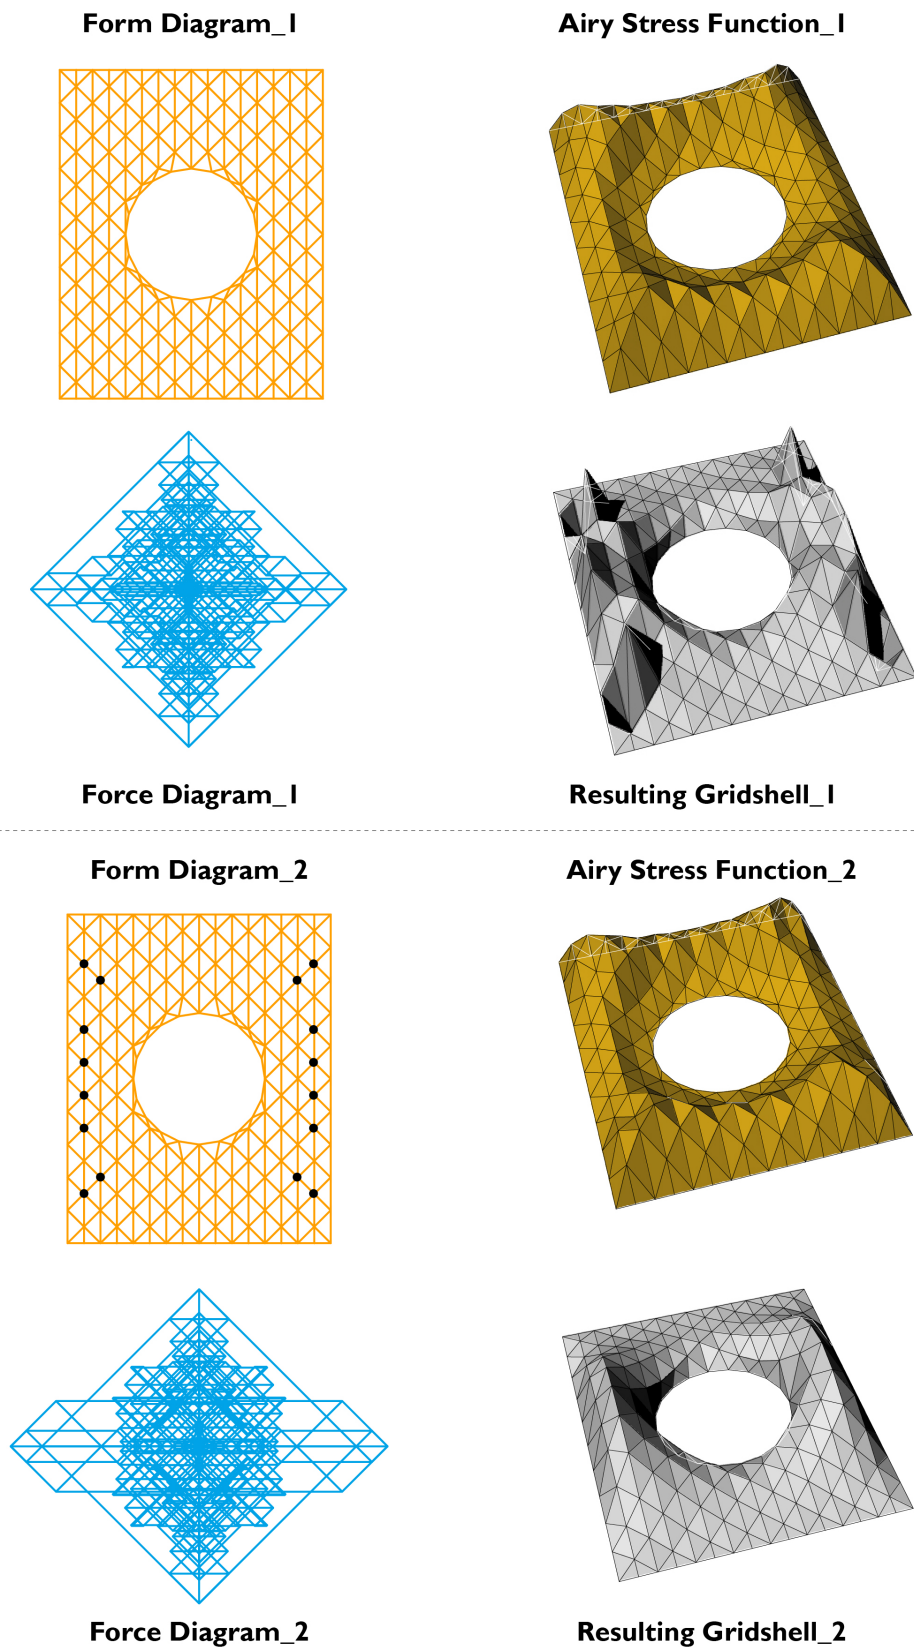 Form Diagram_1
Airy Stress Function_1
Force Diagram_1
Resulting Gridshell_1
Form Diagram_2
Airy Stress Function_2
Force Diagram_2
Resulting Gridshell_2